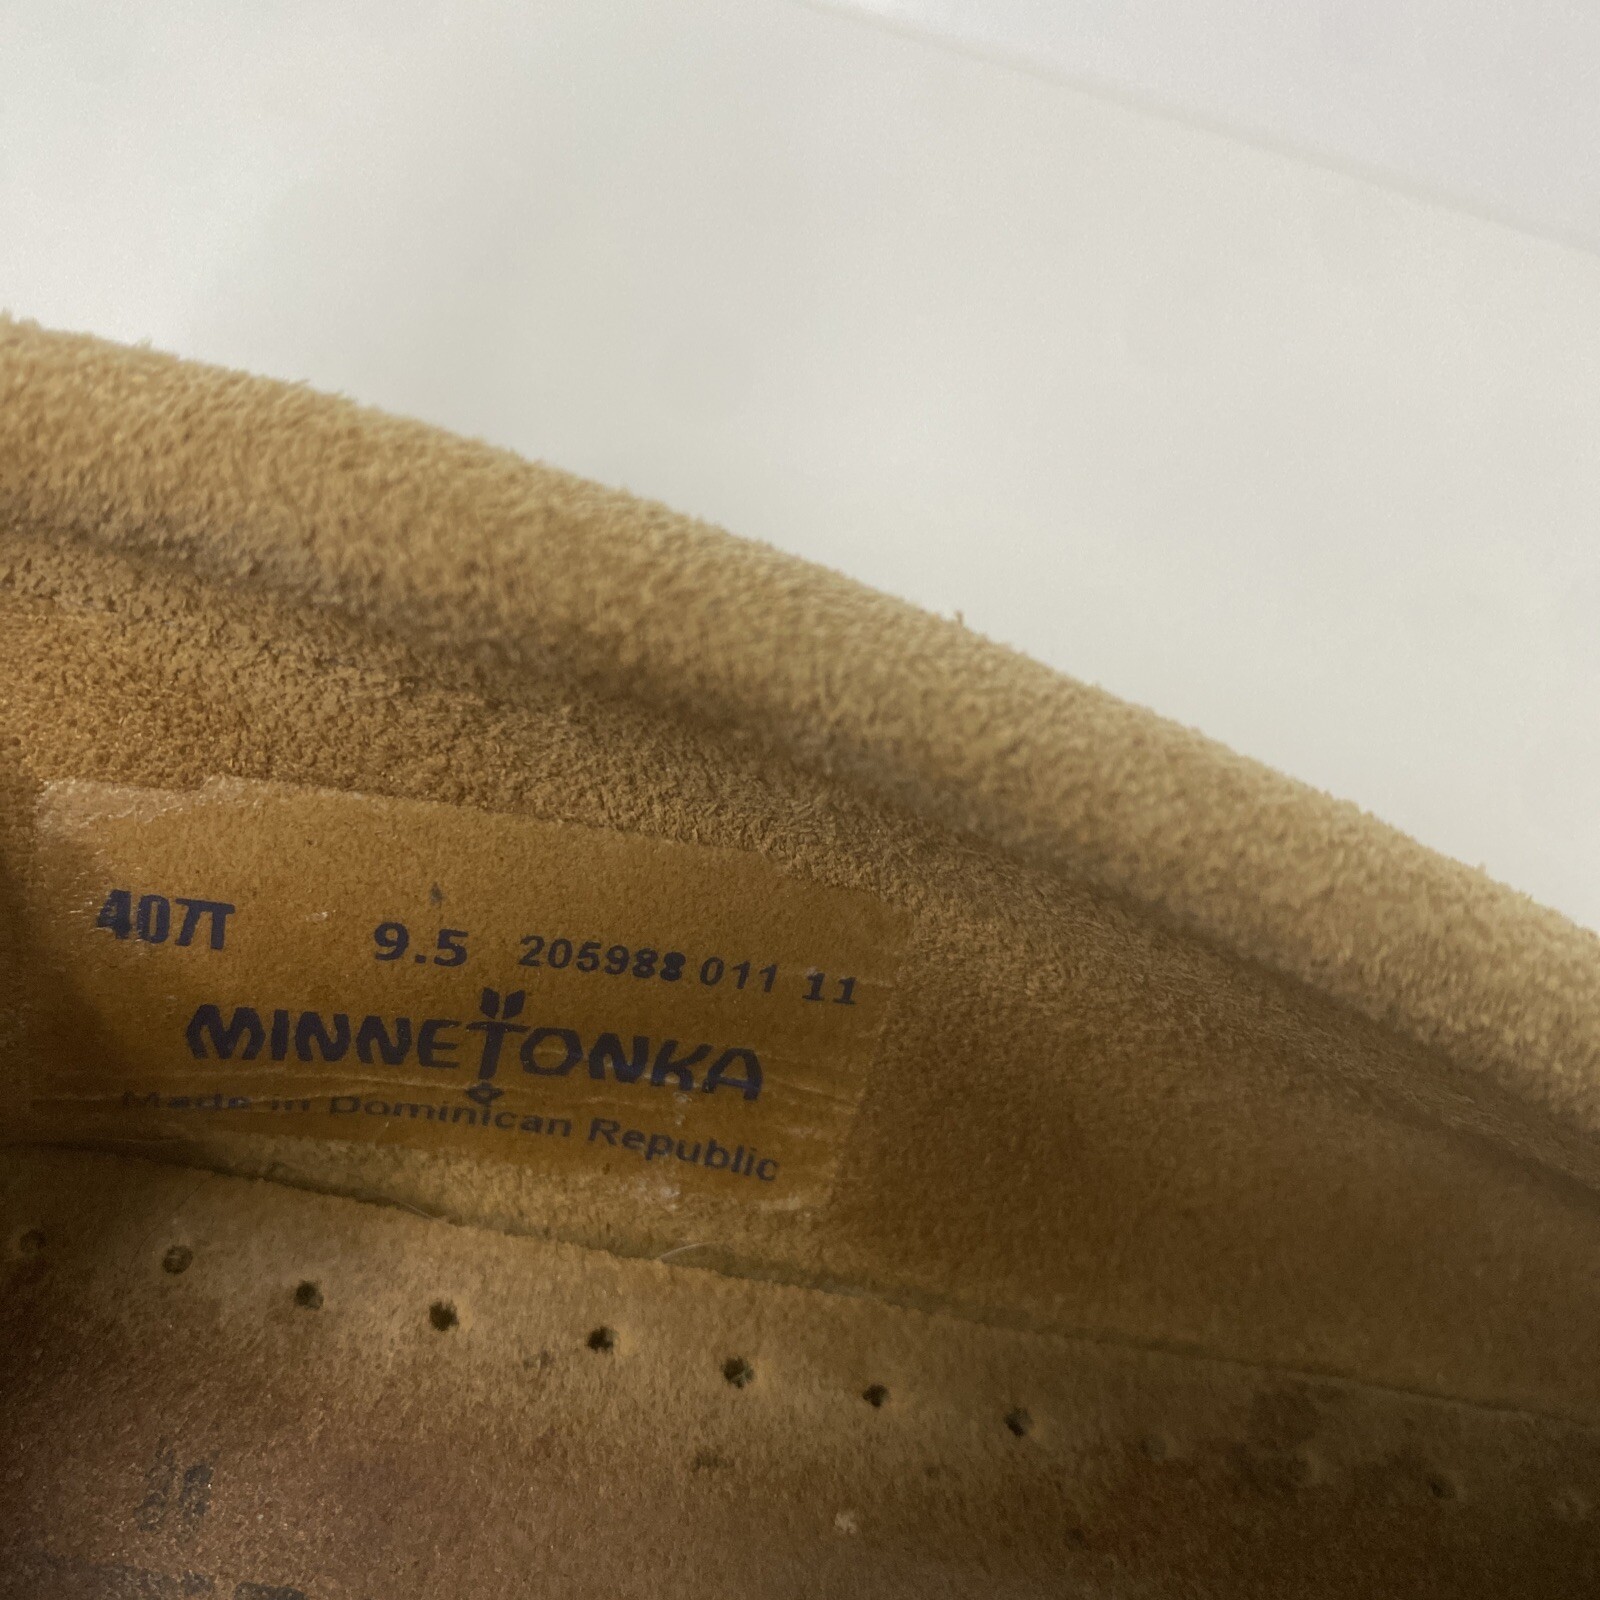 407T 9.5 205988 011 11
MINNETONKA
Made in Dominican Republic